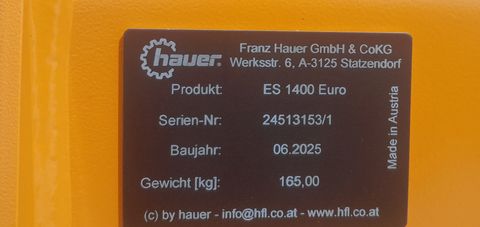 hauer
Franz Hauer GmbH & CoKG
Werksstr. 6, A-3125 Statzendorf
Produkt: ES 1400 Euro
Serien-Nr: 24513153/1
Baujahr: 06.2025
Gewicht [kg]: 165,00
Made in Austria
(c) by hauer - info@hfl.co.at - www.hfl.co.at